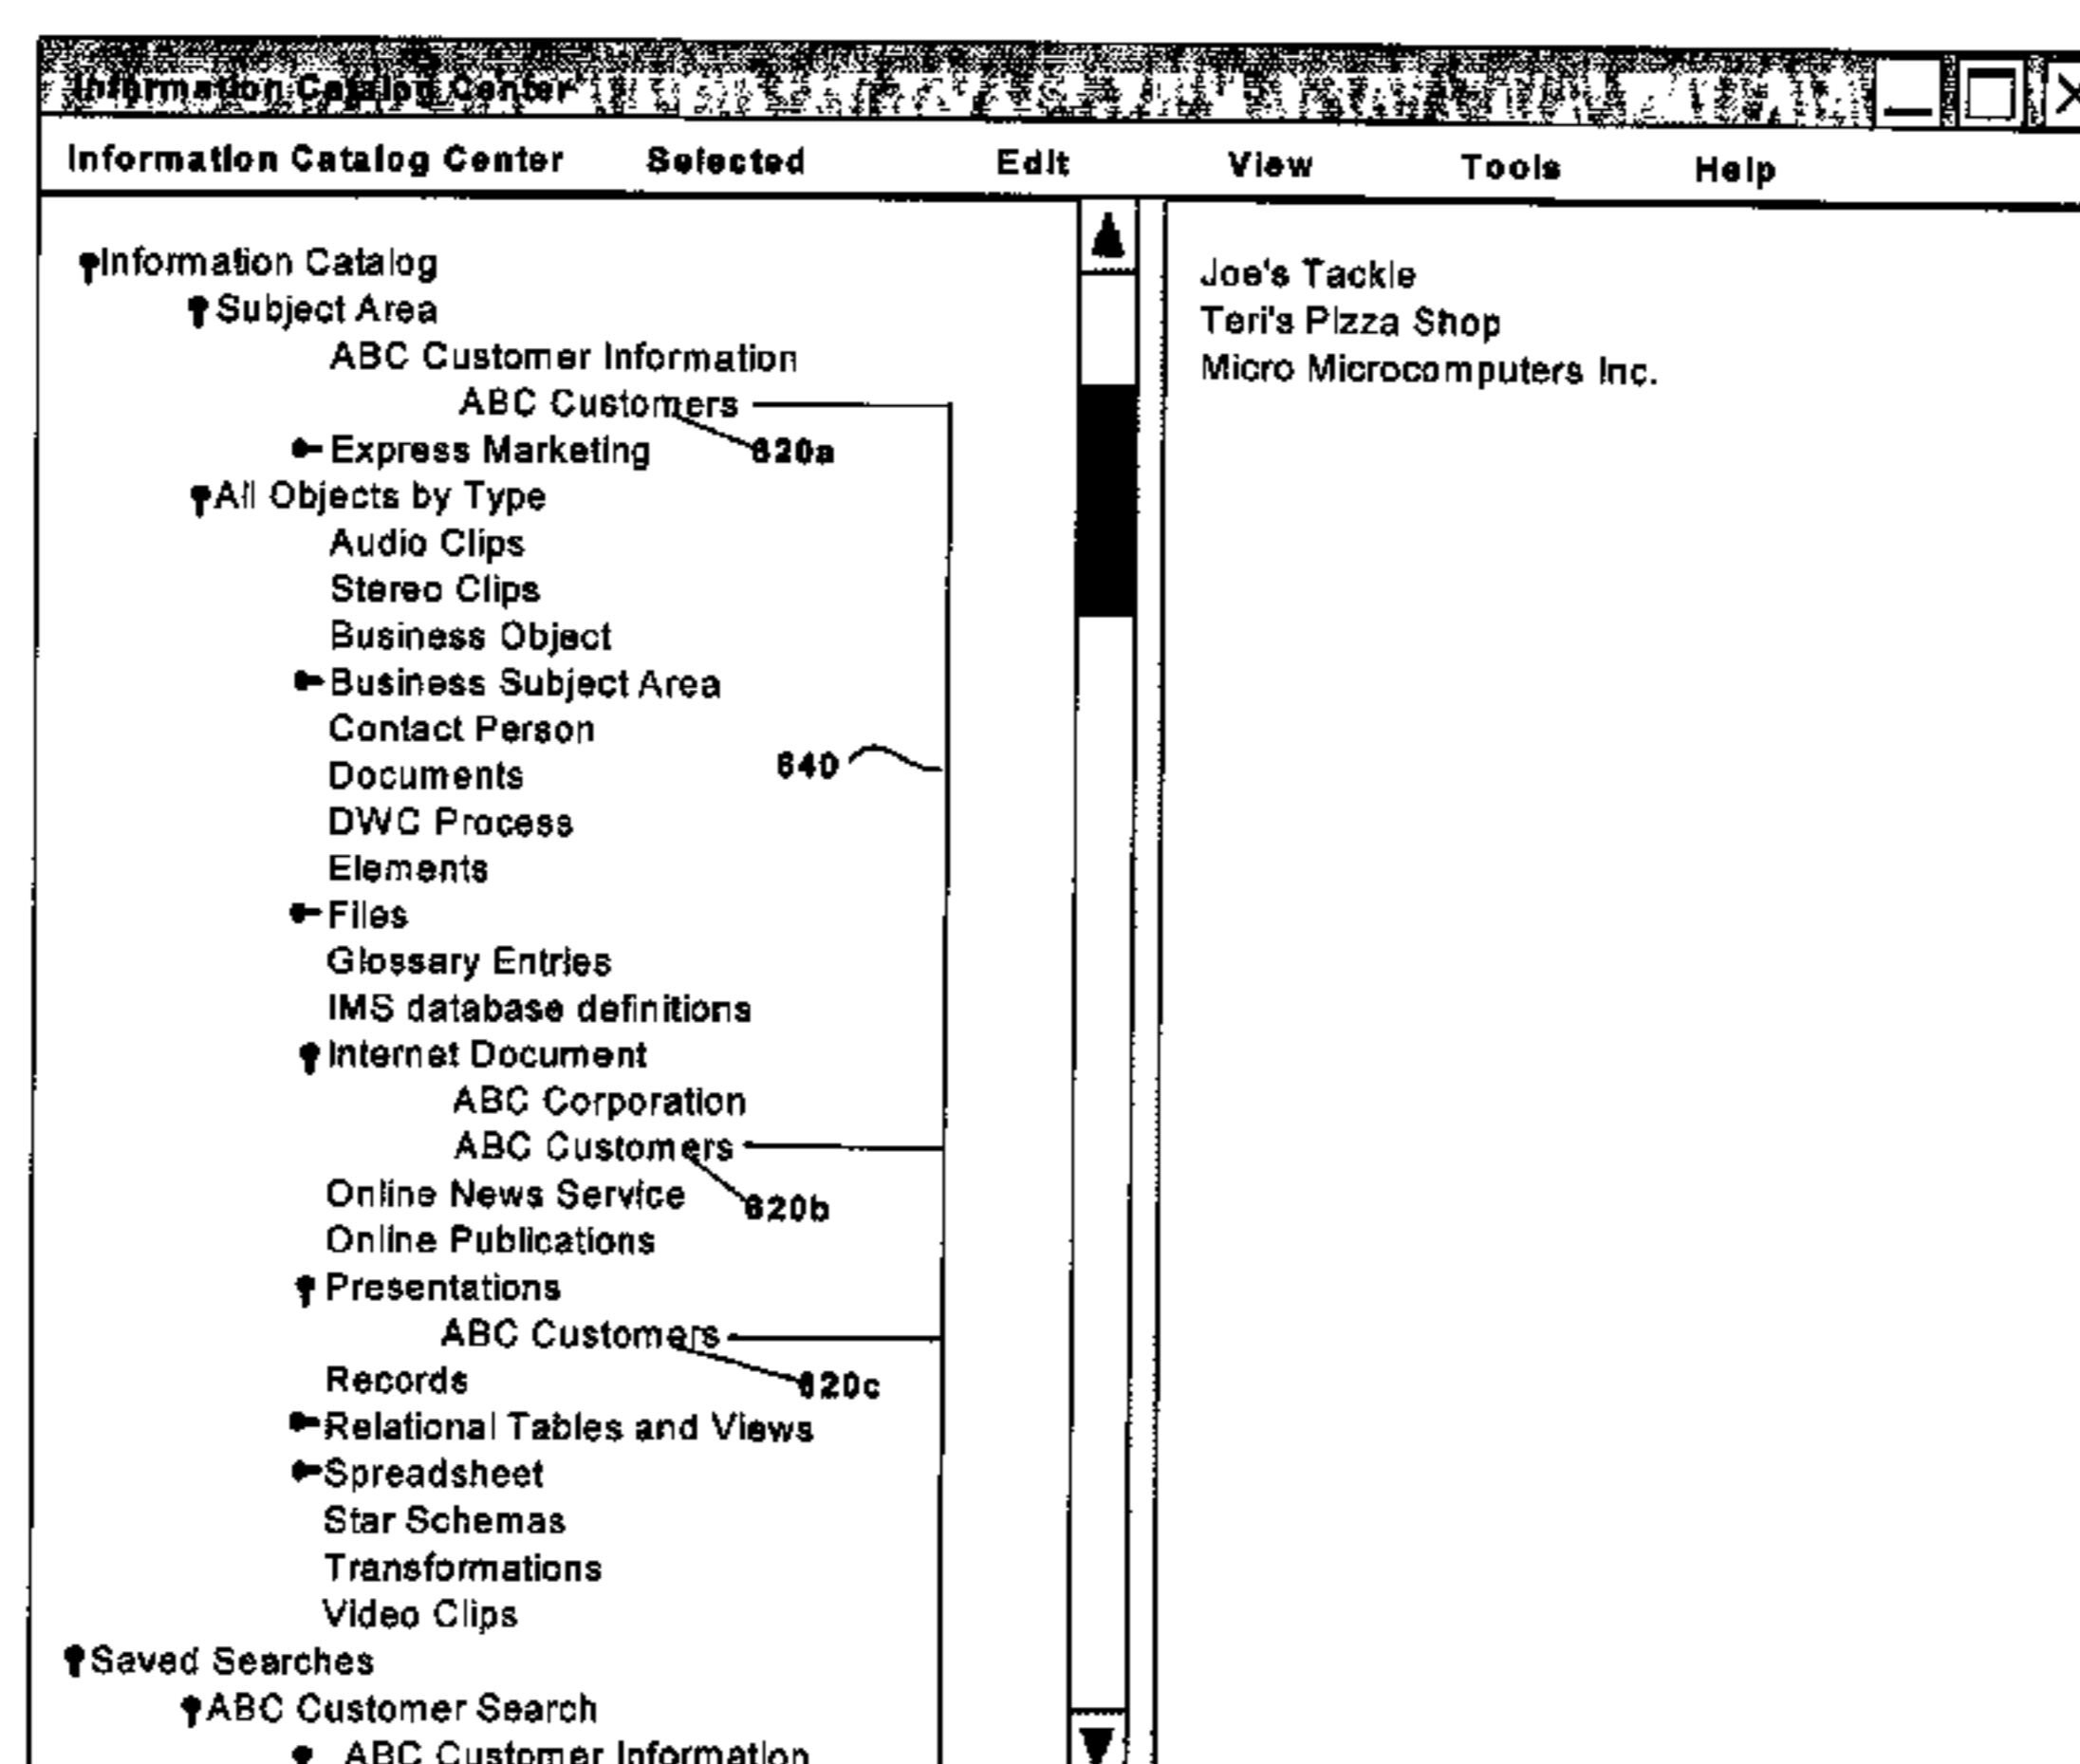 Information Catalog Center
Information Catalog Center Selected Edit View Tools Help
Information Catalog
Subject Area
ABC Customer Information
ABC Customers
Express Marketing
620a
All Objects by Type
Audio Clips
Stereo Clips
Business Object
Business Subject Area
Contact Person
640
Documents
DWC Process
Elements
Files
Glossary Entries
IMS database definitions
Internet Document
ABC Corporation
ABC Customers
Online News Service
620b
Online Publications
Presentations
ABC Customers
Records
620c
Relational Tables and Views
Spreadsheet
Star Schemas
Transformations
Video Clips
Saved Searches
ABC Customer Search
ABC Customer Information
Joe's Tackle
Teri's Pizza Shop
Micro Microcomputers Inc.